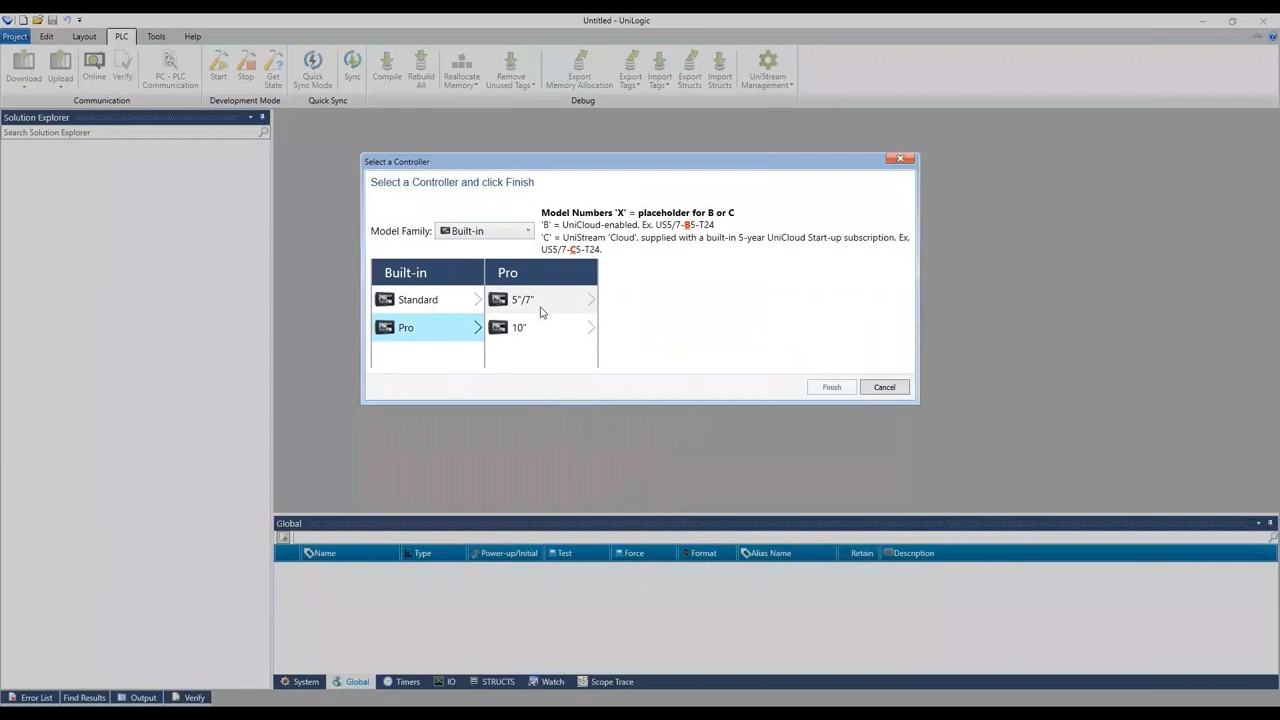 Untitled - UniLogic
Project Edit Layout PLC Tools Help
Download Upload Online Verify PC - PLC Communication Start Stop Get State Quick Sync Mode Sync Compile Rebuild All Reallocate Memory Remove Unused Tags Export Memory Allocation Export Tags Import Tags Export Structs Import Structs UniStream Management
Communication Development Mode Quick Sync Debug
Solution Explorer
Search Solution Explorer
Select a Controller
Select a Controller and click Finish
Model Numbers 'X' = placeholder for B or C
'B' = UniCloud-enabled. Ex. US5/7-B5-T24
Model Family: Built-in
'C' = UniStream 'Cloud', supplied with a built-in 5-year UniCloud Start-up subscription. Ex.
US5/7-C5-T24.
Built-in Pro
Standard 5"/7"
Pro 10"
Finish Cancel
Global
Name Type Power-up/Initial Test Force Format Alias Name Retain Description
System Global Timers IO STRUCTS Watch Scope Trace
Error List Find Results Output Verify